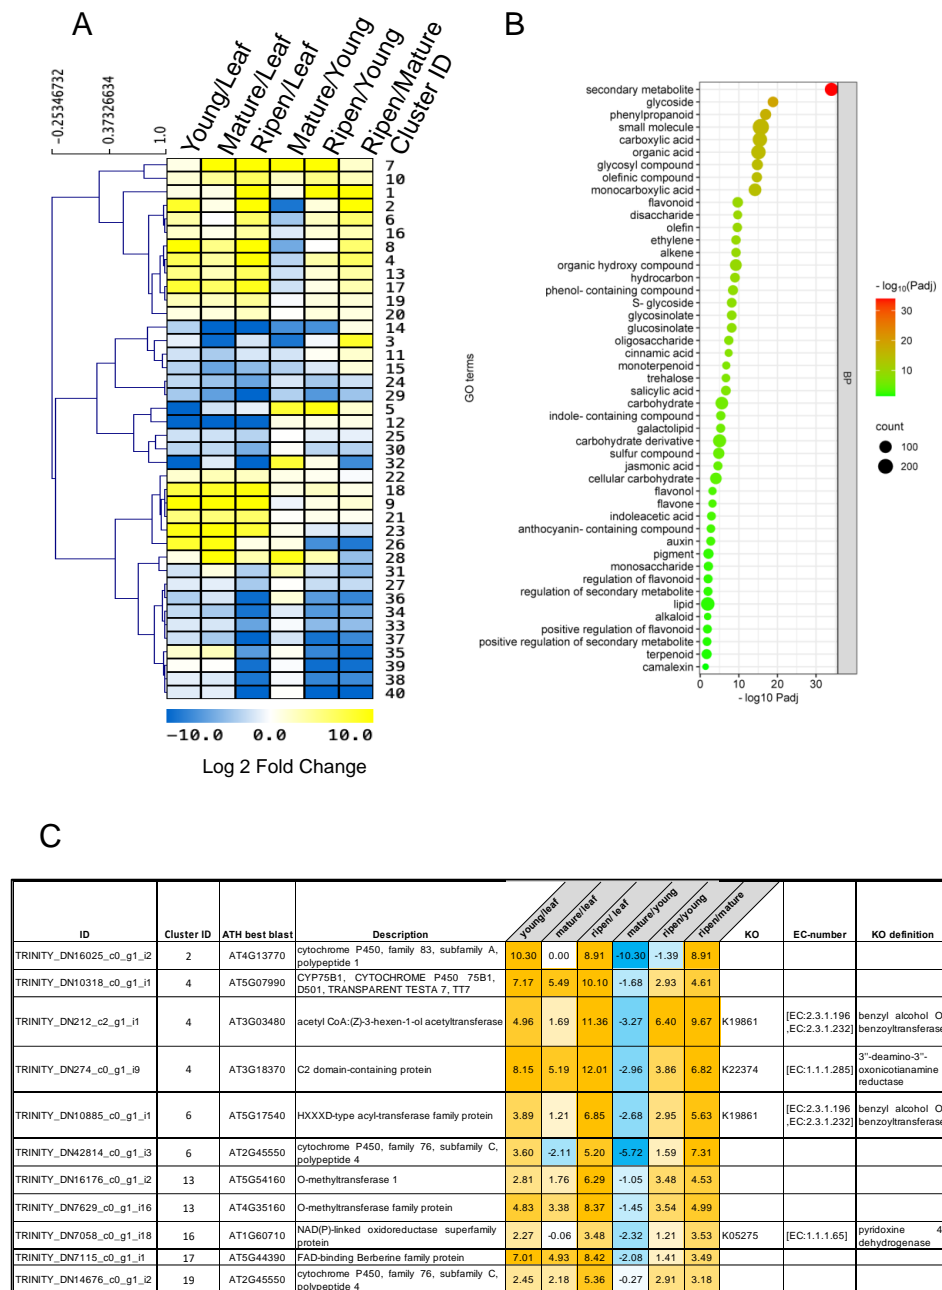 A
B
-0.25346732
0.37326634
1.0
Young/Leaf
Mature/Leaf
Ripen/Leaf
Mature/Young
Ripen/Young
Ripen/Mature
Cluster ID
7
10
1
2
6
16
8
4
13
17
19
20
14
3
11
15
24
29
5
12
25
30
32
22
18
9
21
23
26
28
31
27
36
34
33
37
35
39
38
40
-10.0 0.0 10.0
Log 2 Fold Change
GO terms
secondary metabolite
glycoside
phenylpropanoid
small molecule
carboxylic acid
organic acid
glycosyl compound
olefinic compound
monocarboxylic acid
flavonoid
disaccharide
olefin
ethylene
alkene
organic hydroxy compound
hydrocarbon
phenol- containing compound
S- glycoside
glycosinolate
glucosinolate
oligosaccharide
cinnamic acid
monoterpenoid
trehalose
salicylic acid
carbohydrate
indole- containing compound
galactolipid
carbohydrate derivative
sulfur compound
jasmonic acid
cellular carbohydrate
flavonol
flavone
indoleacetic acid
anthocyanin- containing compound
auxin
pigment
monosaccharide
regulation of flavonoid
regulation of secondary metabolite
lipid
alkaloid
positive regulation of flavonoid
positive regulation of secondary metabolite
terpenoid
camalexin
0 10 20 30
- log10 Padj
BP
- log10(Padj)
30
20
10
count
100
200
C
ID Cluster ID ATH best blast Description young/leaf mature/leaf ripen/ leaf mature/young ripen/young ripen/mature KO EC-number KO definition
TRINITY_DN16025_c0_g1_i2 2 AT4G13770 cytochrome P450, family 83, subfamily A, polypeptide 1 10.30 0.00 8.91 -10.30 -1.39 8.91
TRINITY_DN10318_c0_g1_i1 4 AT5G07990 CYP75B1, CYTOCHROME P450 75B1, D501, TRANSPARENT TESTA 7, TT7 7.17 5.49 10.10 -1.68 2.93 4.61
TRINITY_DN212_c2_g1_i1 4 AT3G03480 acetyl CoA:(Z)-3-hexen-1-ol acetyltransferase 4.96 1.69 11.36 -3.27 6.40 9.67 K19861 [EC:2.3.1.196 ,EC:2.3.1.232] benzyl alcohol O benzoyltransferase
TRINITY_DN274_c0_g1_i9 4 AT3G18370 C2 domain-containing protein 8.15 5.19 12.01 -2.96 3.86 6.82 K22374 [EC:1.1.1.285] 3"-deamino-3"- oxonicotianamine reductase
TRINITY_DN10885_c0_g1_i1 6 AT5G17540 HXXXD-type acyl-transferase family protein 3.89 1.21 6.85 -2.68 2.95 5.63 K19861 [EC:2.3.1.196 ,EC:2.3.1.232] benzyl alcohol O benzoyltransferase
TRINITY_DN42814_c0_g1_i3 6 AT2G45550 cytochrome P450, family 76, subfamily C, polypeptide 4 3.60 -2.11 5.20 -5.72 1.59 7.31
TRINITY_DN16176_c0_g1_i2 13 AT5G54160 O-methyltransferase 1 2.81 1.76 6.29 -1.05 3.48 4.53
TRINITY_DN7629_c0_g1_i16 13 AT4G35160 O-methyltransferase family protein 4.83 3.38 8.37 -1.45 3.54 4.99
TRINITY_DN7058_c0_g1_i18 16 AT1G60710 NAD(P)-linked oxidoreductase superfamily protein 2.27 -0.06 3.48 -2.32 1.21 3.53 K05275 [EC:1.1.1.65] pyridoxine 4 dehydrogenase
TRINITY_DN7115_c0_g1_i1 17 AT5G44390 FAD-binding Berberine family protein 7.01 4.93 8.42 -2.08 1.41 3.49
TRINITY_DN14676_c0_g1_i2 19 AT2G45550 cytochrome P450, family 76, subfamily C, polypeptide 4 2.45 2.18 5.36 -0.27 2.91 3.18